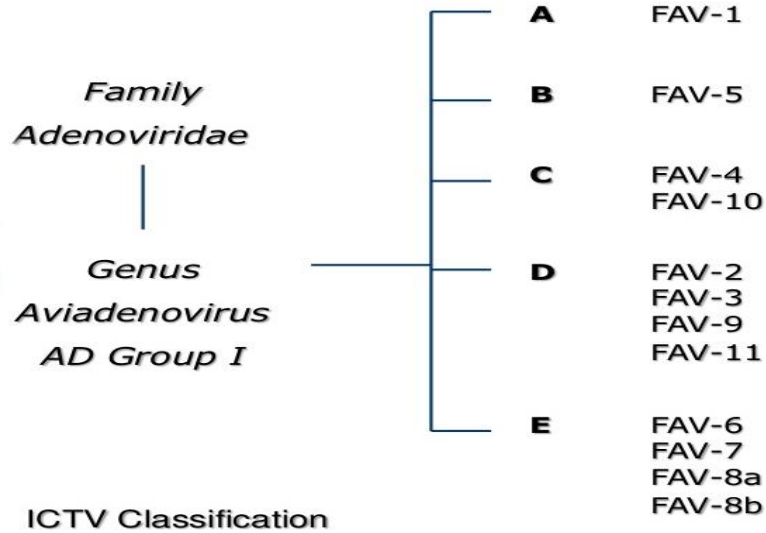 Family
Adenoviridae
Genus
Aviadenovirus
AD Group I
A FAV-1
B FAV-5
C FAV-4
FAV-10
D FAV-2
FAV-3
FAV-9
FAV-11
E FAV-6
FAV-7
FAV-8a
FAV-8b
ICTV Classification